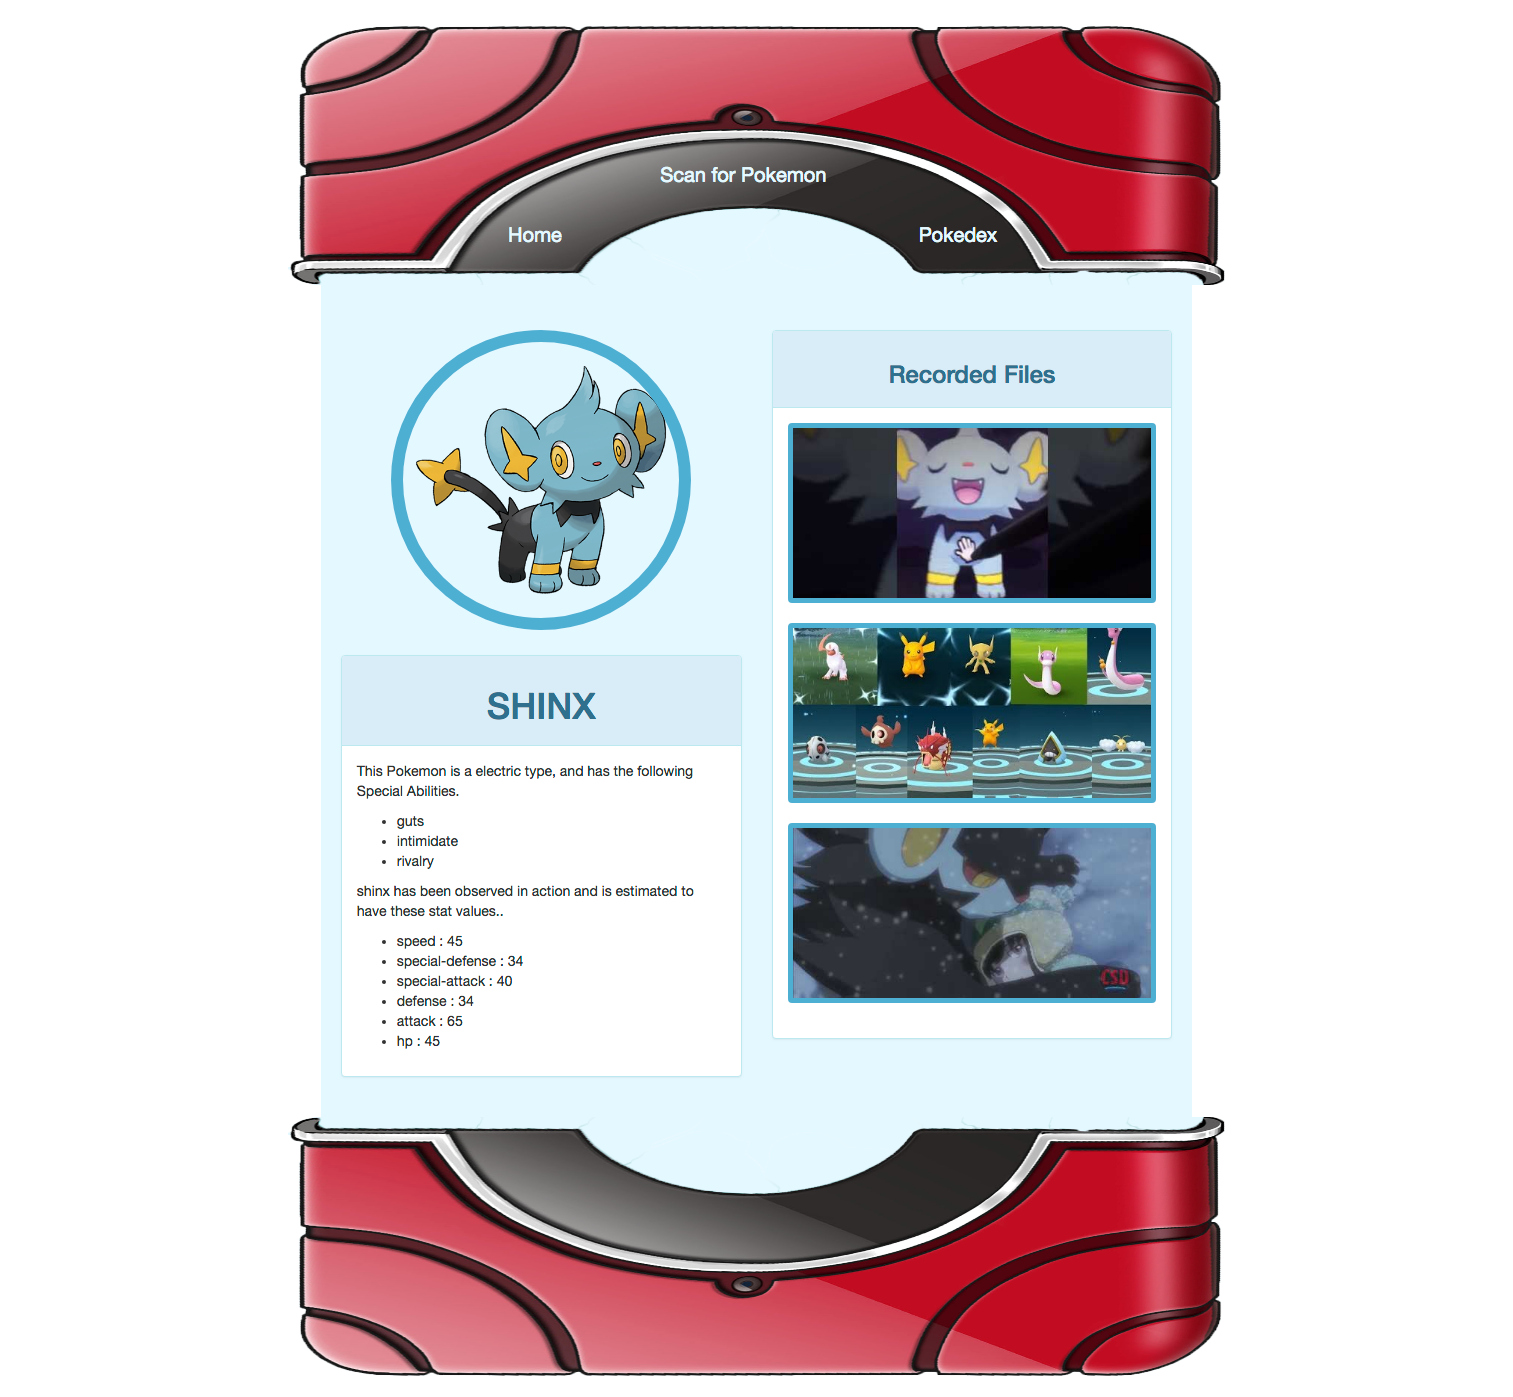 Scan for Pokemon
Home
Pokedex
SHINX
This Pokemon is a electric type, and has the following
Special Abilities.
guts
intimidate
rivalry
shinx has been observed in action and is estimated to
have these stat values..
speed : 45
special-defense : 34
special-attack : 40
defense : 34
attack : 65
hp : 45
Recorded Files
CSD